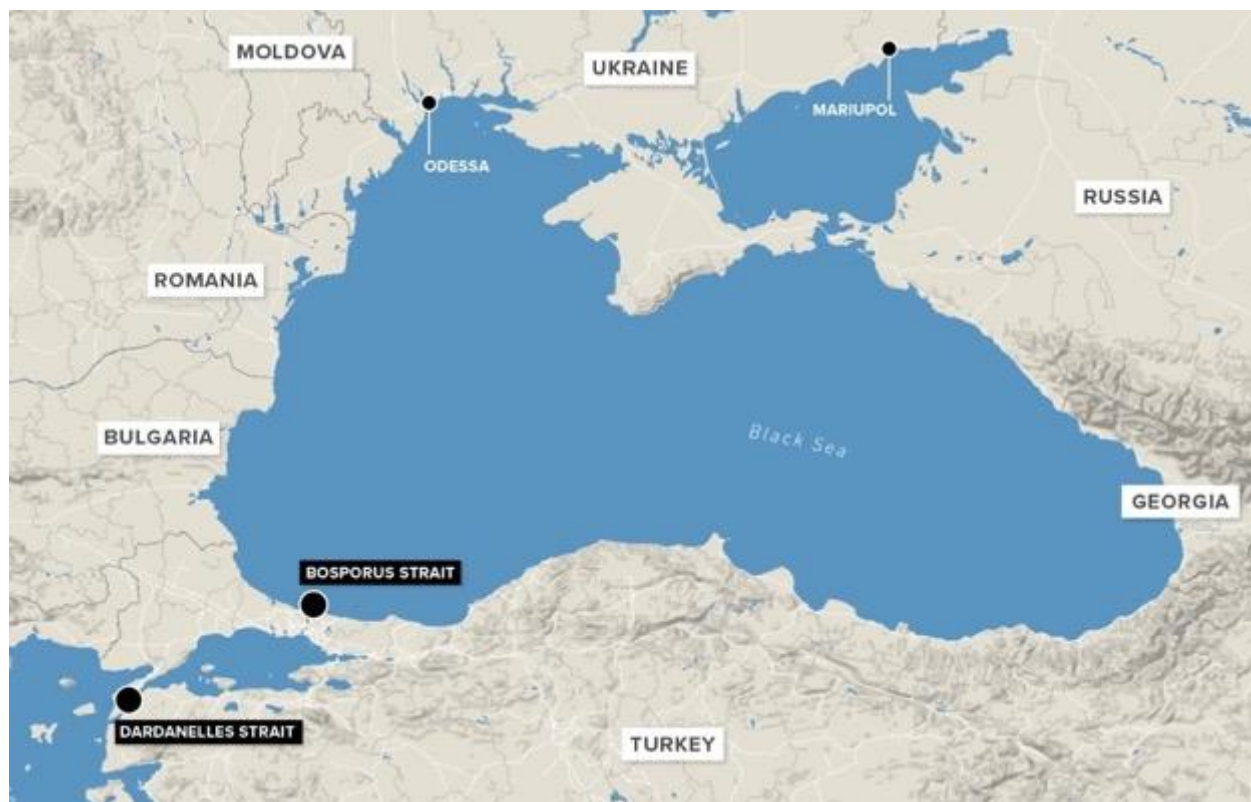 MOLDOVA
UKRAINE
MARIUPOL
ODESSA
RUSSIA
ROMANIA
BULGARIA
Black Sea
GEORGIA
BOSPORUS STRAIT
DARDANELLES STRAIT
TURKEY